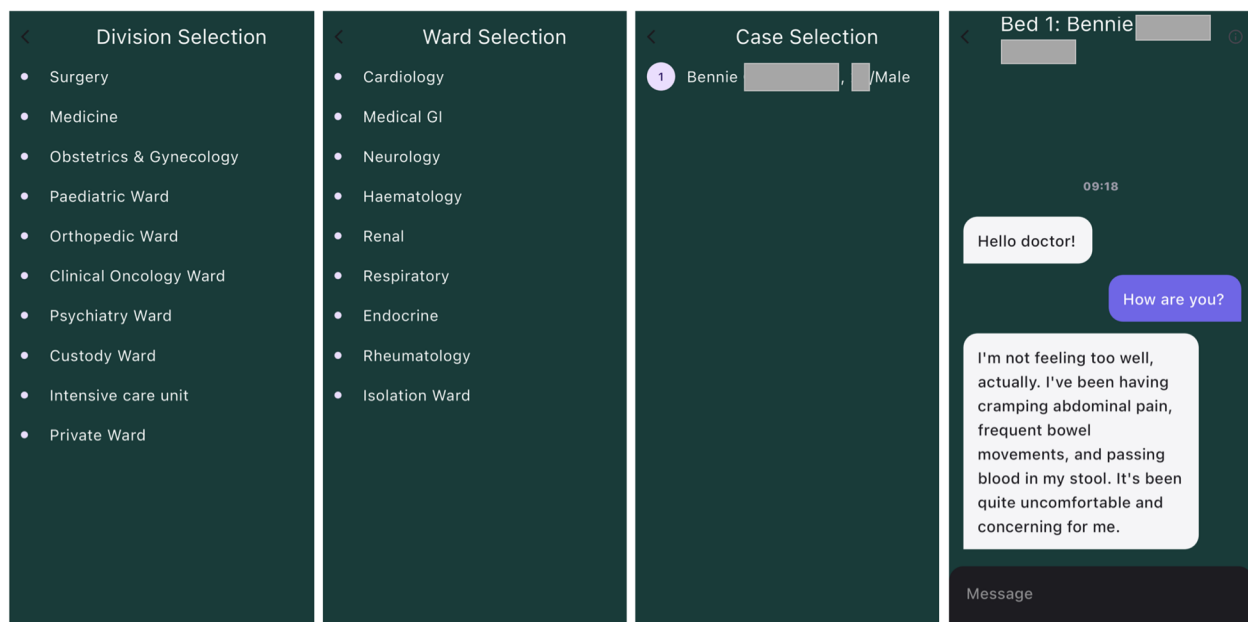 Division Selection
Surgery
Medicine
Obstetrics & Gynecology
Paediatric Ward
Orthopedic Ward
Clinical Oncology Ward
Psychiatry Ward
Custody Ward
Intensive care unit
Private Ward
Ward Selection
Cardiology
Medical GI
Neurology
Haematology
Renal
Respiratory
Endocrine
Rheumatology
Isolation Ward
Case Selection
1 Bennie , /Male
Bed 1: Bennie
09:18
Hello doctor!
How are you?
I'm not feeling too well,
actually. I've been having
cramping abdominal pain,
frequent bowel
movements, and passing
blood in my stool. It's been
quite uncomfortable and
concerning for me.
Message